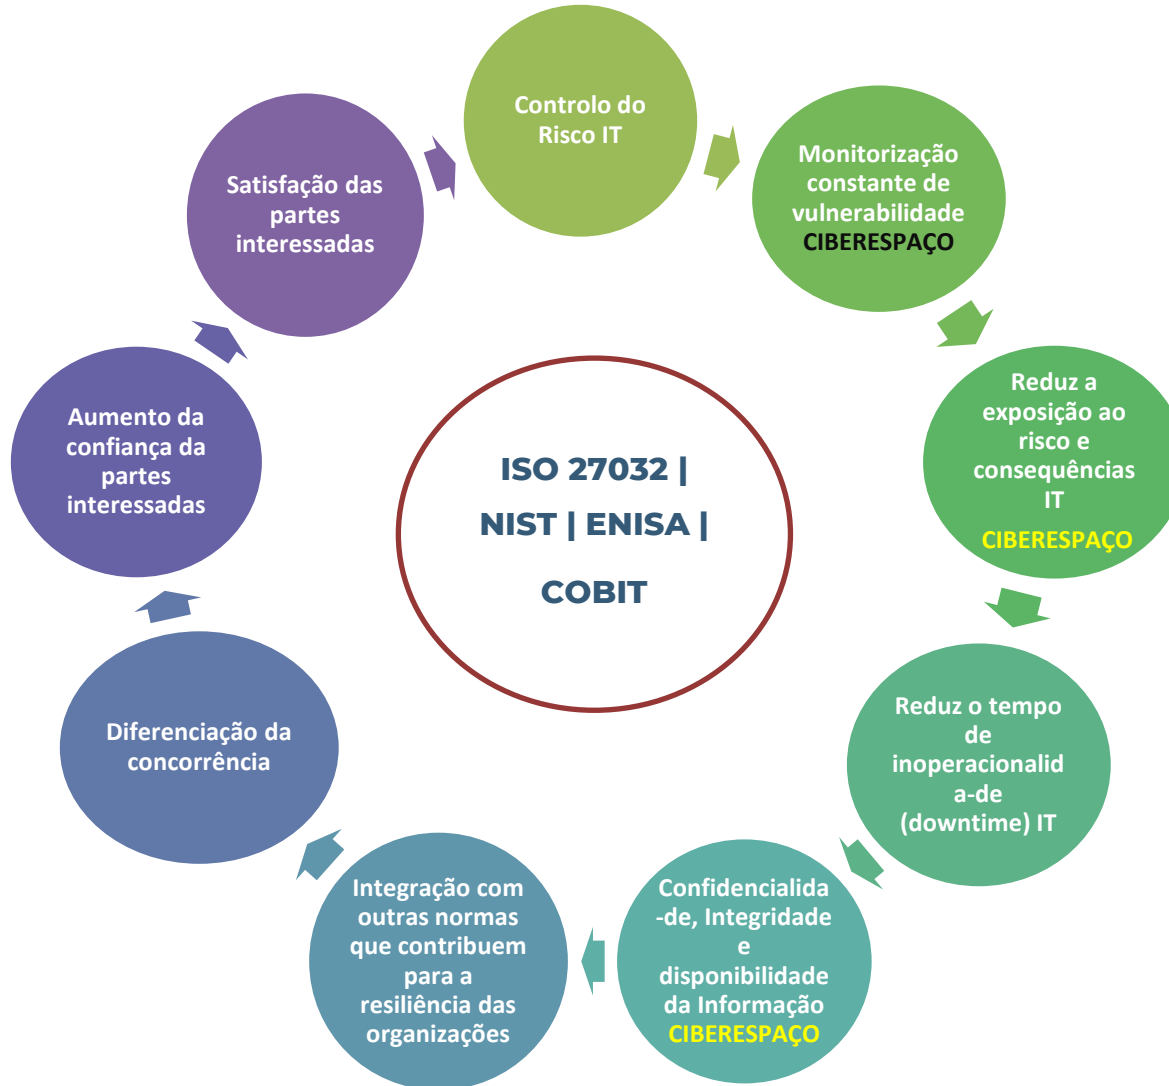 Controlo do
Risco IT
Monitorização
constante de
vulnerabilidade
CIBERESPAÇO
Reduz a
exposição ao
risco e
consequências
IT
CIBERESPAÇO
Reduz o tempo
de
inoperacionalid
a-de
(downtime) IT
Confidencialida
-de, Integridade
e
disponibilidade
da Informação
CIBERESPAÇO
Integração com
outras normas
que contribuem
para a
resiliência das
organizações
Diferenciação da
concorrência
Aumento da
confiança da
partes
interessadas
Satisfação das
partes
interessadas
ISO 27032 |
NIST | ENISA |
COBIT